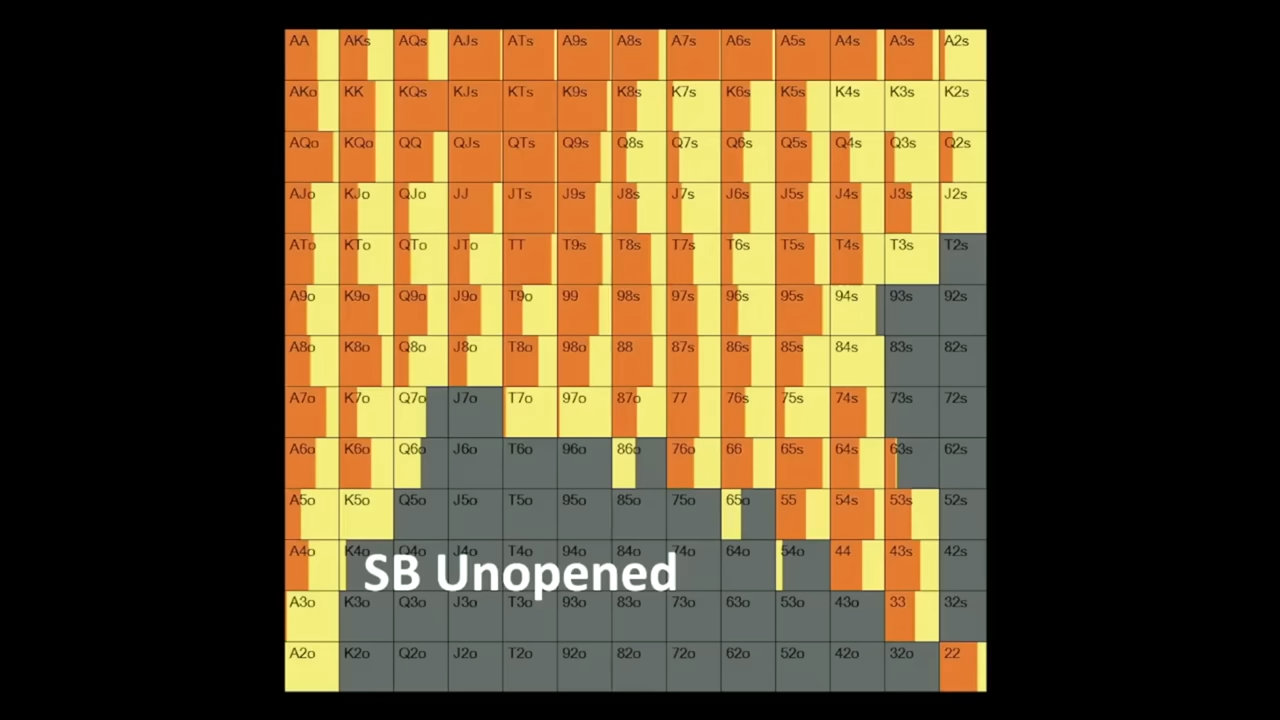 AA AKs AQs AJs ATs A9s A8s A7s A6s A5s A4s A3s A2s
AKo KK KQs KJs KTs K9s K8s K7s K6s K5s K4s K3s K2s
AQo KQo QQ QJs QTs Q9s Q8s Q7s Q6s Q5s Q4s Q3s Q2s
AJo KJo QJo JJ JTs J9s J8s J7s J6s J5s J4s J3s J2s
ATo KTo QTo JTo TT T9s T8s T7s T6s T5s T4s T3s T2s
A9o K9o Q9o J9o T9o 99 98s 97s 96s 95s 94s 93s 92s
A8o K8o Q8o J8o T8o 98o 88 87s 86s 85s 84s 83s 82s
A7o K7o Q7o J7o T7o 97o 87o 77 76s 75s 74s 73s 72s
A6o K6o Q6o J6o T6o 96o 86o 76o 66 65s 64s 63s 62s
A5o K5o Q5o J5o T5o 95o 85o 75o 65o 55 54s 53s 52s
A4o K4o Q4o J4o T4o 94o 84o 74o 64o 54o 44 43s 42s
SB Unopened
A3o K3o Q3o J3o T3o 93o 83o 73o 63o 53o 43o 33 32s
A2o K2o Q2o J2o T2o 92o 82o 72o 62o 52o 42o 32o 22